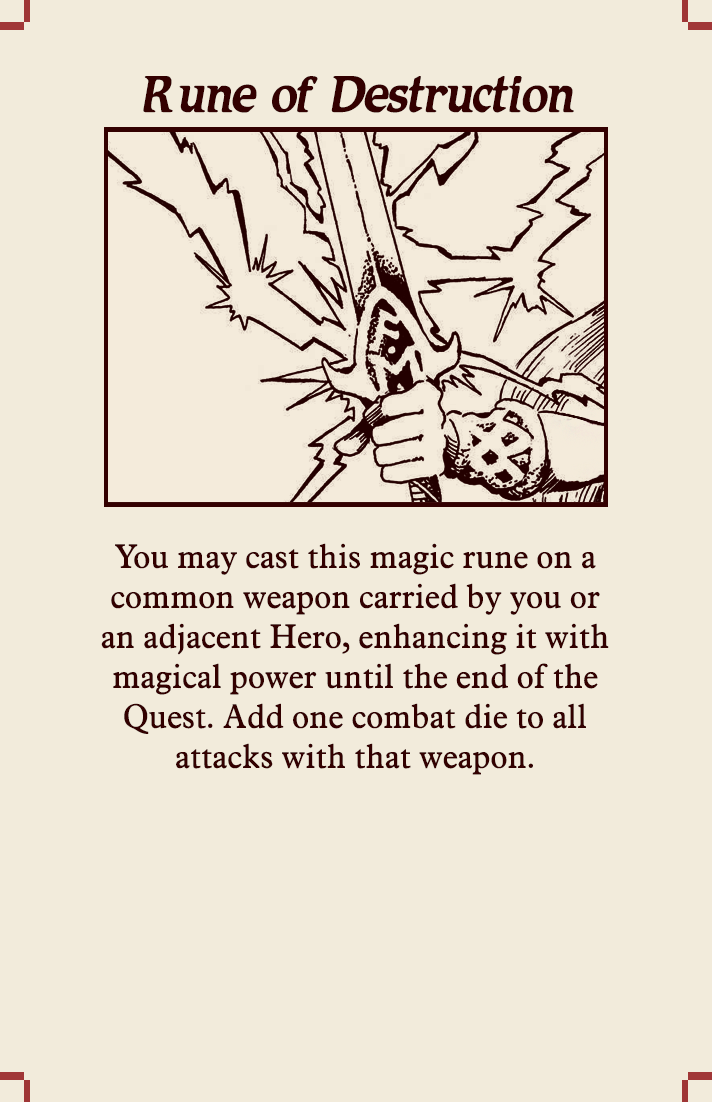 Rune of Destruction
You may cast this magic rune on a
common weapon carried by you or
an adjacent Hero, enhancing it with
magical power until the end of the
Quest. Add one combat die to all
attacks with that weapon.